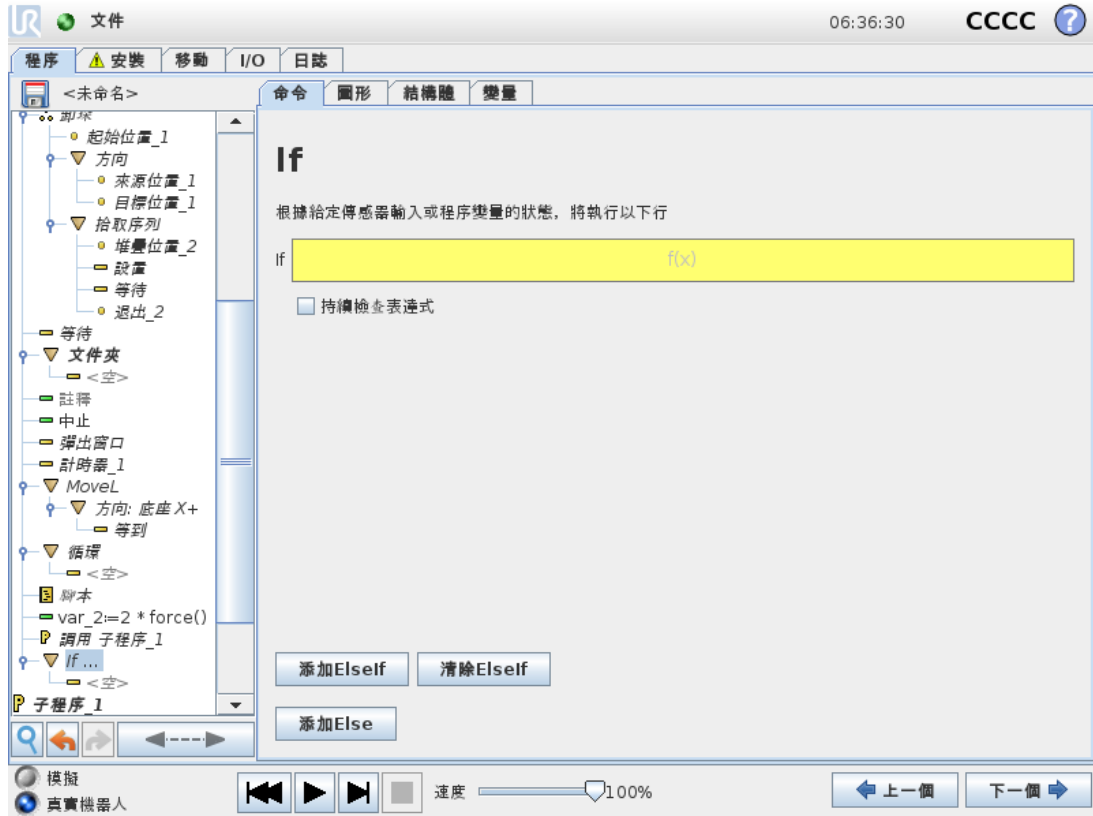 文件
06:36:30
CCCC
?
程序 安裝 移動 I/O 日誌
<未命名>
命令 圖形 結構體 變量
卸垛
起始位置_1
方向
來源位置_1
目標位置_1
拾取序列
堆疊位置_2
設置
等待
退出_2
等待
文件夾
<空>
註釋
中止
彈出窗口
計時器_1
MoveL
方向: 底座 X+
等到
循環
<空>
腳本
var_2:=2 * force()
調用 子程序_1
If ...
<空>
子程序_1
If
根據給定傳感器輸入或程序變量的狀態，將執行以下行
If f(x)
持續檢查表達式
添加ElseIf 清除ElseIf
添加Else
模擬
真實機器人
速度 100%
上一個 下一個